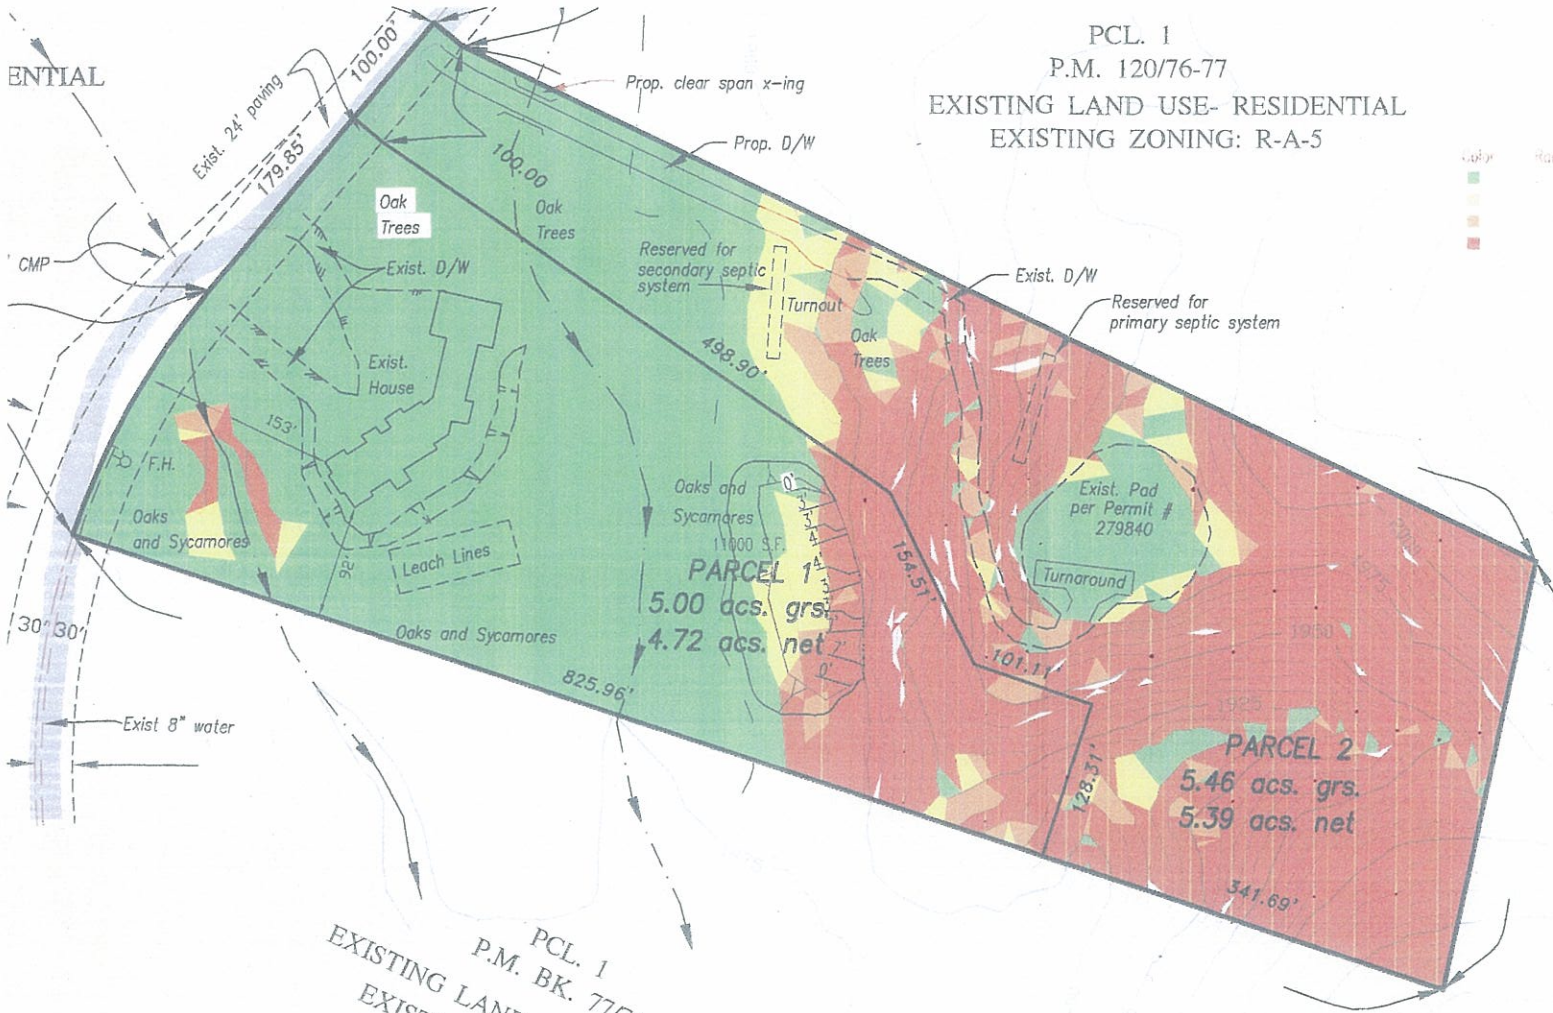 PCL. 1
P.M. 120/76-77
EXISTING LAND USE- RESIDENTIAL
EXISTING ZONING: R-A-5
ENTIAL
100.00'
Exist. 24' paving
179.85'
Prop. clear span x-ing
Prop. D/W
100.00
Oak
Trees
Oak
Trees
CMP
Exist. D/W
Reserved for
secondary septic
system
Turnout
Exist. D/W
Reserved for
primary septic system
Oak
Trees
498.90'
Exist.
House
153'
F.H.
Oaks
and Sycamores
Leach Lines
92'
Oaks and
Sycamores
11000 S.F.
0'
Exist. Pad
per Permit #
279840
Turnaround
154.51'
PARCEL 1
5.00 acs. grs.
4.72 acs. net
0'
101.11'
30' 30'
Oaks and Sycamores
825.96'
Exist 8" water
1950
1925
128.31'
PARCEL 2
5.46 acs. grs.
5.39 acs. net
341.69'
PCL. 1
P.M. BK.
EXISTING